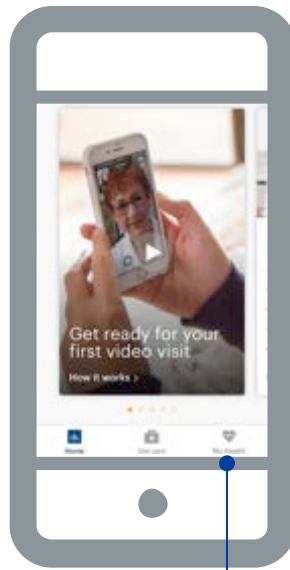 Get ready for your
first video visit
How it works >
Home
Get care
My Health